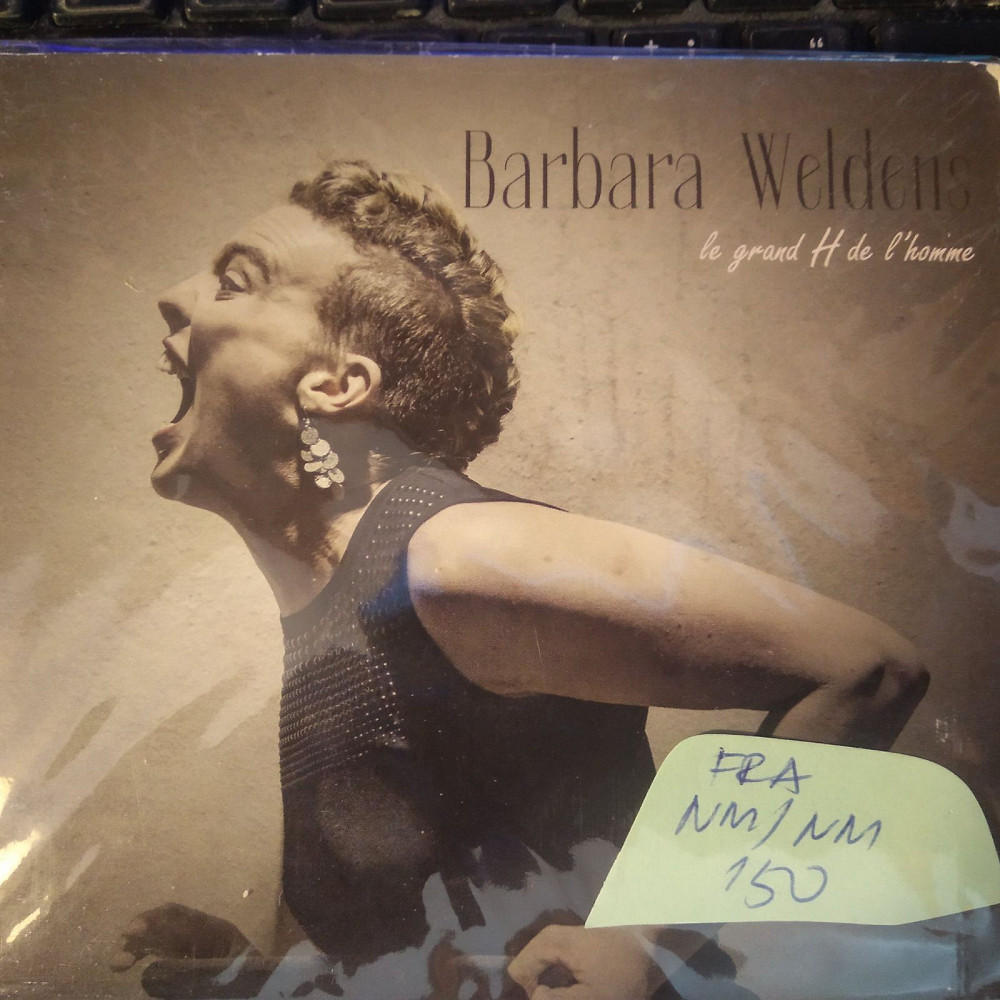 Barbara Weldens
le grand H de l'homme
FRA
NM/NM
150